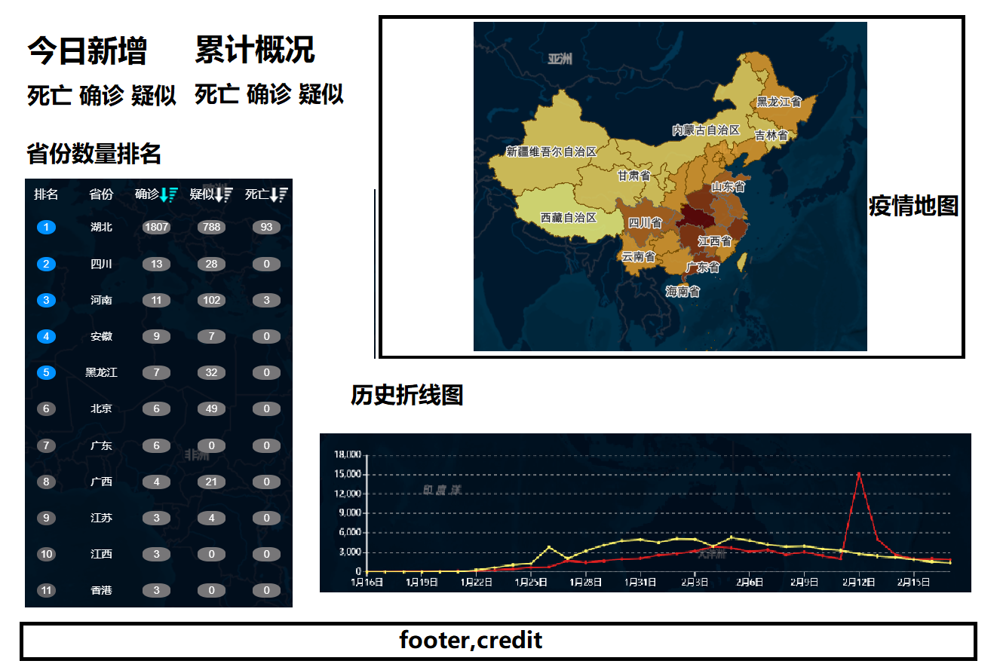 今日新增
累计概况
死亡 确诊 疑似
死亡 确诊 疑似
省份数量排名
排名 省份 确诊 疑似 死亡
1 湖北 1807 788 93
2 四川 13 28 0
3 河南 11 102 3
4 安徽 9 7 0
5 黑龙江 7 32 0
6 北京 6 49 0
7 广东 6 0 0
8 广西 4 21 0
9 江苏 3 4 0
10 江西 3 0 0
11 香港 3 0 0
非洲
亚洲
黑龙江省
内蒙古自治区
吉林省
新疆维吾尔自治区
甘肃省
山东省
西藏自治区
四川省
江西省
云南省
广东省
海南省
疫情地图
历史折线图
18,000
15,000
12,000
9,000
6,000
3,000
0
印度洋
大洋洲
1月16日 1月19日 1月22日 1月25日 1月28日 1月31日 2月3日 2月6日 2月9日 2月12日 2月15日
footer,credit